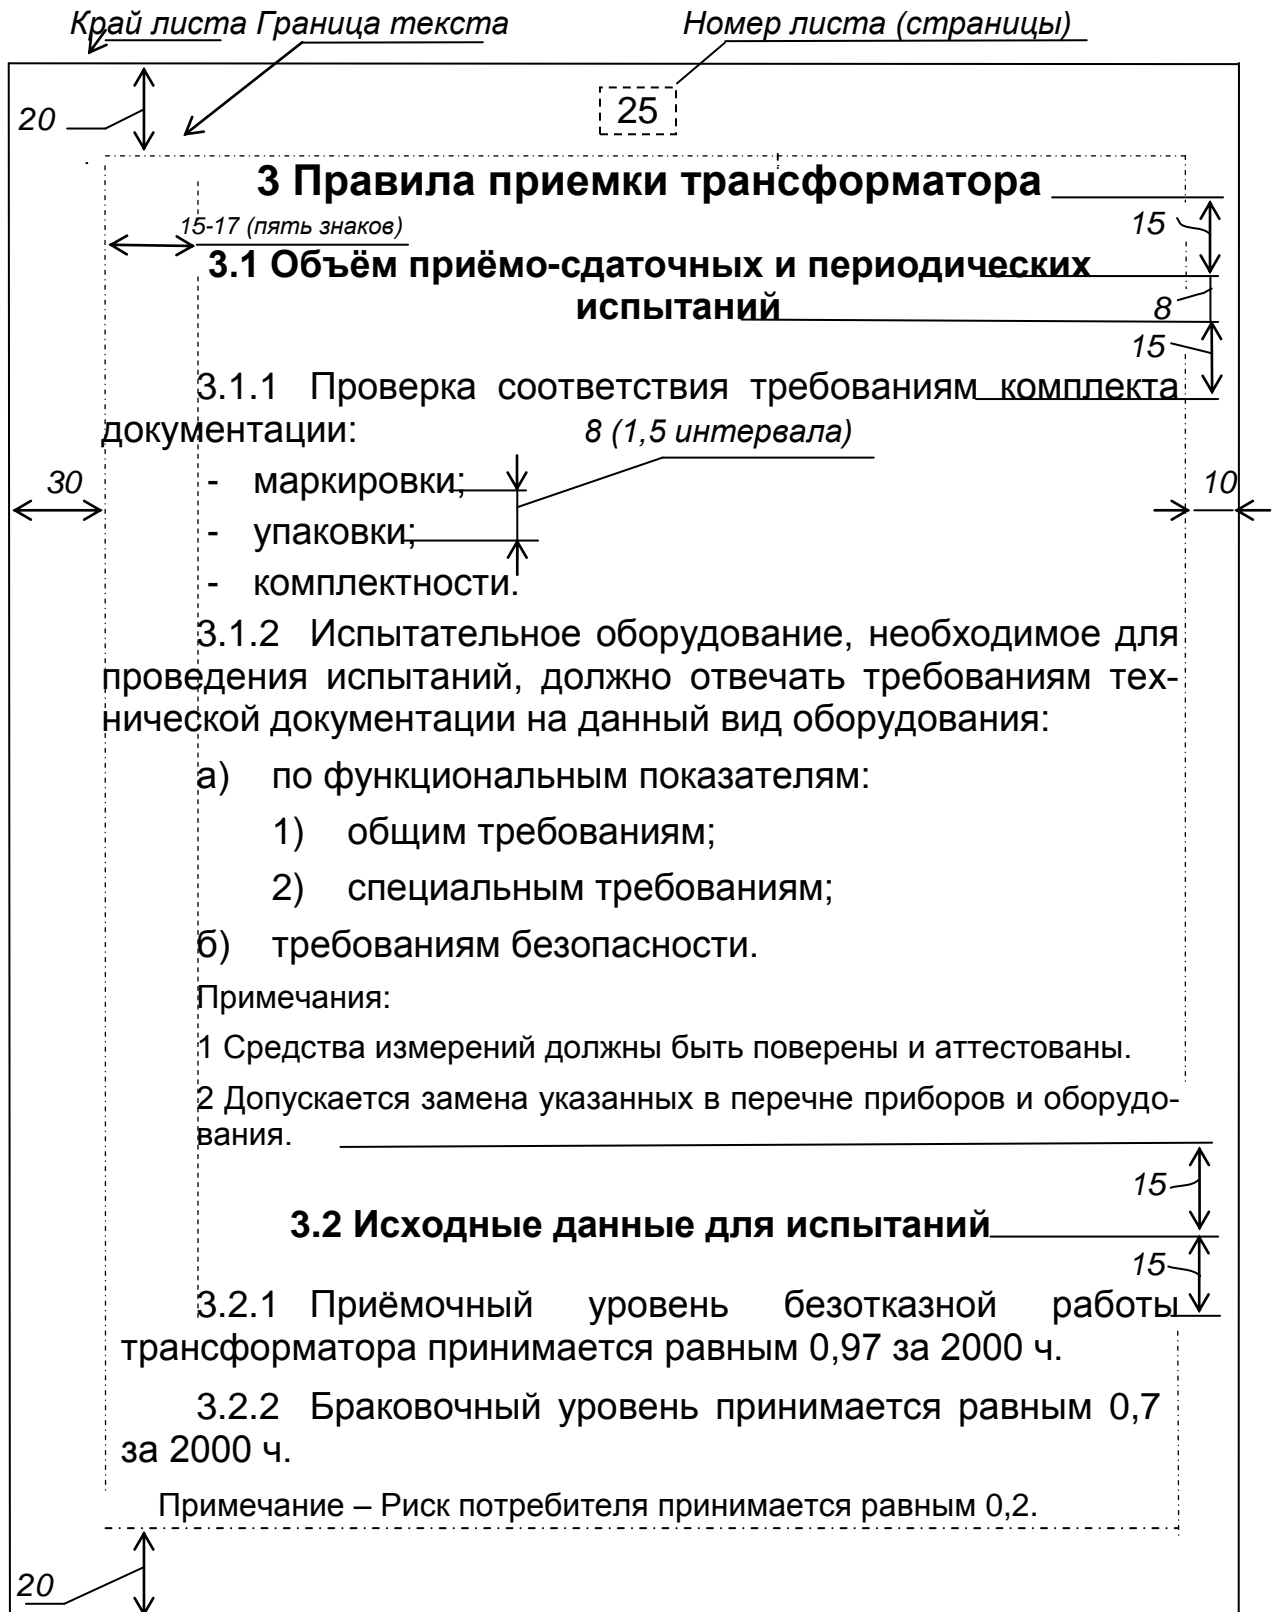 Край листа Граница текста Номер листа (страницы)
20
25
3 Правила приемки трансформатора
15
15-17 (пять знаков)
3.1 Объём приёмо-сдаточных и периодических
испытаний
8
15
3.1.1 Проверка соответствия требованиям комплекта
документации:
8 (1,5 интервала)
- маркировки;
30
10
- упаковки;
- комплектности.
3.1.2 Испытательное оборудование, необходимое для
проведения испытаний, должно отвечать требованиям тех-
нической документации на данный вид оборудования:
а) по функциональным показателям:
1) общим требованиям;
2) специальным требованиям;
б) требованиям безопасности.
Примечания:
1 Средства измерений должны быть поверены и аттестованы.
2 Допускается замена указанных в перечне приборов и оборудо-
вания.
15
3.2 Исходные данные для испытаний
15
3.2.1 Приёмочный уровень безотказной работы
трансформатора принимается равным 0,97 за 2000 ч.
3.2.2 Браковочный уровень принимается равным 0,7
за 2000 ч.
Примечание – Риск потребителя принимается равным 0,2.
20